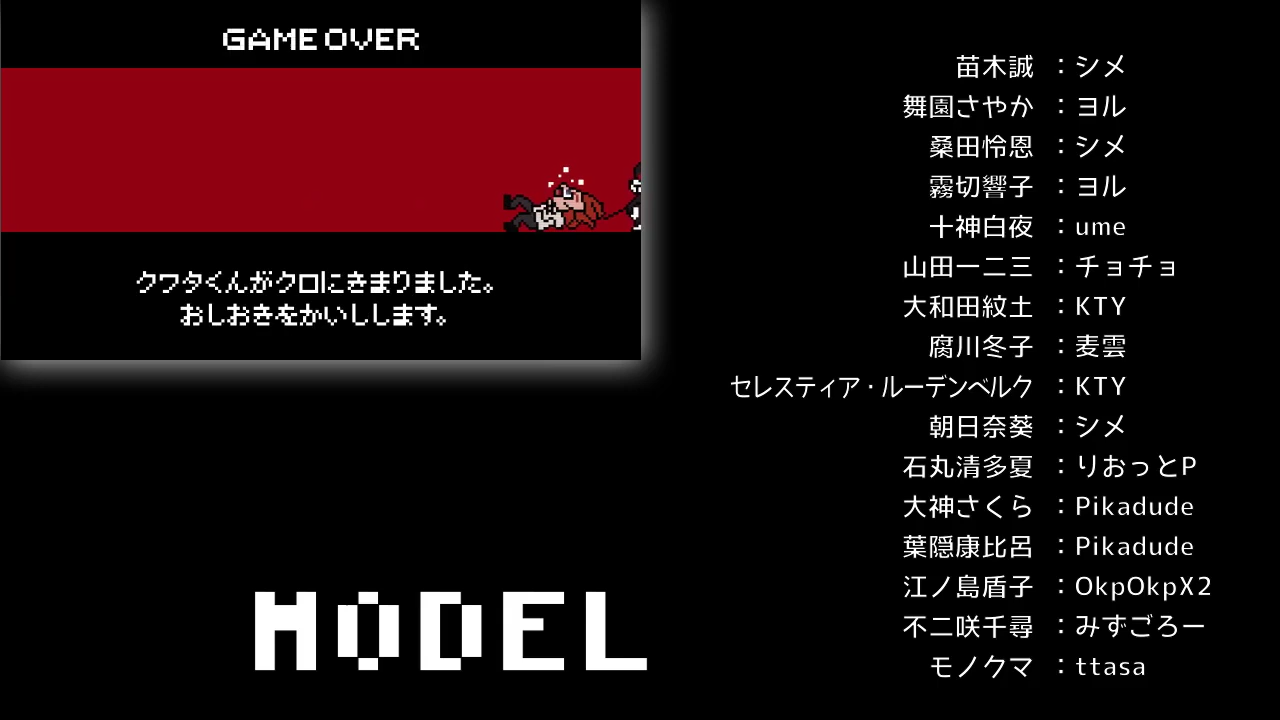 GAME OVER
クワタくんがクロにきまりました。
おしおきをかいしします。
苗木誠 ：シメ
舞園さやか ：ヨル
桑田怜恩 ：シメ
霧切響子 ：ヨル
十神白夜 ：ume
山田一二三 ：チョチョ
大和田紋土 ：KTY
腐川冬子 ：麦雲
セレスティア・ルーデンベルク ：KTY
朝日奈葵 ：シメ
石丸清多夏 ：りおっとP
大神さくら ：Pikadude
葉隠康比呂 ：Pikadude
江ノ島盾子 ：OkpOkpX2
不二咲千尋 ：みずごろー
モノクマ ：ttasa
MODEL